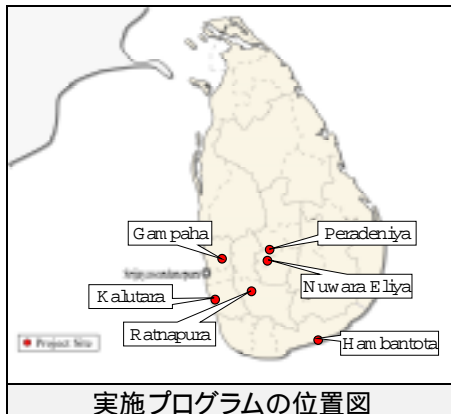 Gampaha
Peradeniya
Nuwara Eliya
Kalutara
Ratnapura
Hambantota
Project Site
実施プログラムの位置図